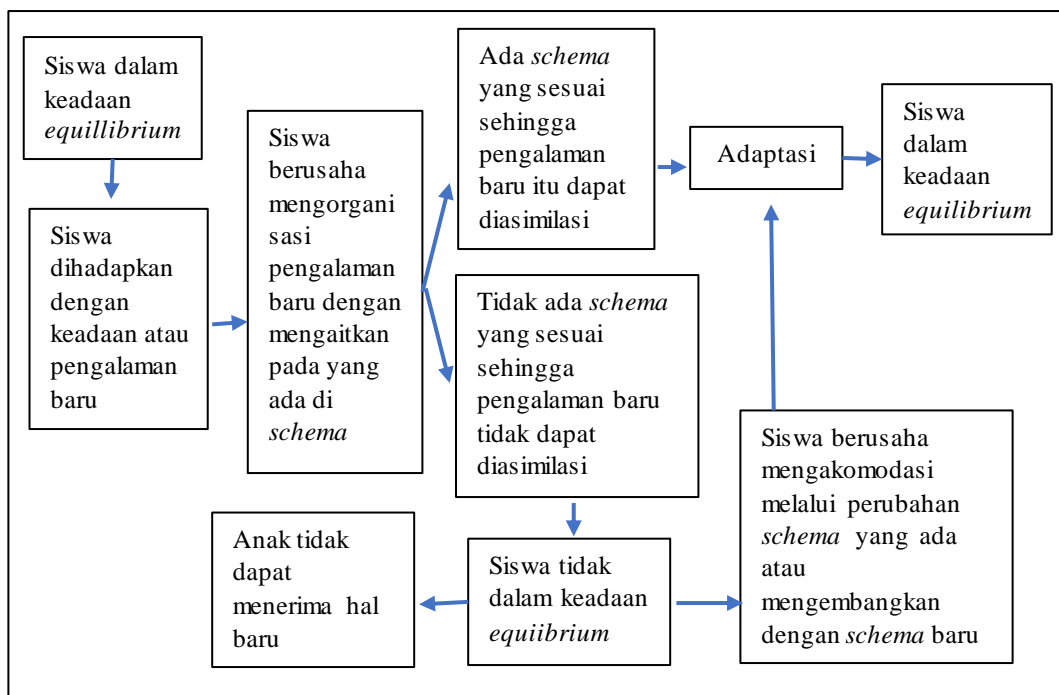 Siswa dalam
keadaan
equillibrium
Siswa
dihadapkan
dengan
keadaan atau
pengalaman
baru
Siswa
berusaha
mengorgani
sasi
pengalaman
baru dengan
mengaitkan
pada yang
ada di
schema
Ada schema
yang sesuai
sehingga
pengalaman
baru itu dapat
diasimilasi
Adaptasi
Siswa
dalam
keadaan
equilibrium
Tidak ada schema
yang sesuai
sehingga
pengalaman baru
tidak dapat
diasimilasi
Siswa tidak
dalam keadaan
equiibrium
Anak tidak
dapat
menerima hal
baru
Siswa berusaha
mengakomodasi
melalui perubahan
schema yang ada
atau
mengembangkan
dengan schema baru